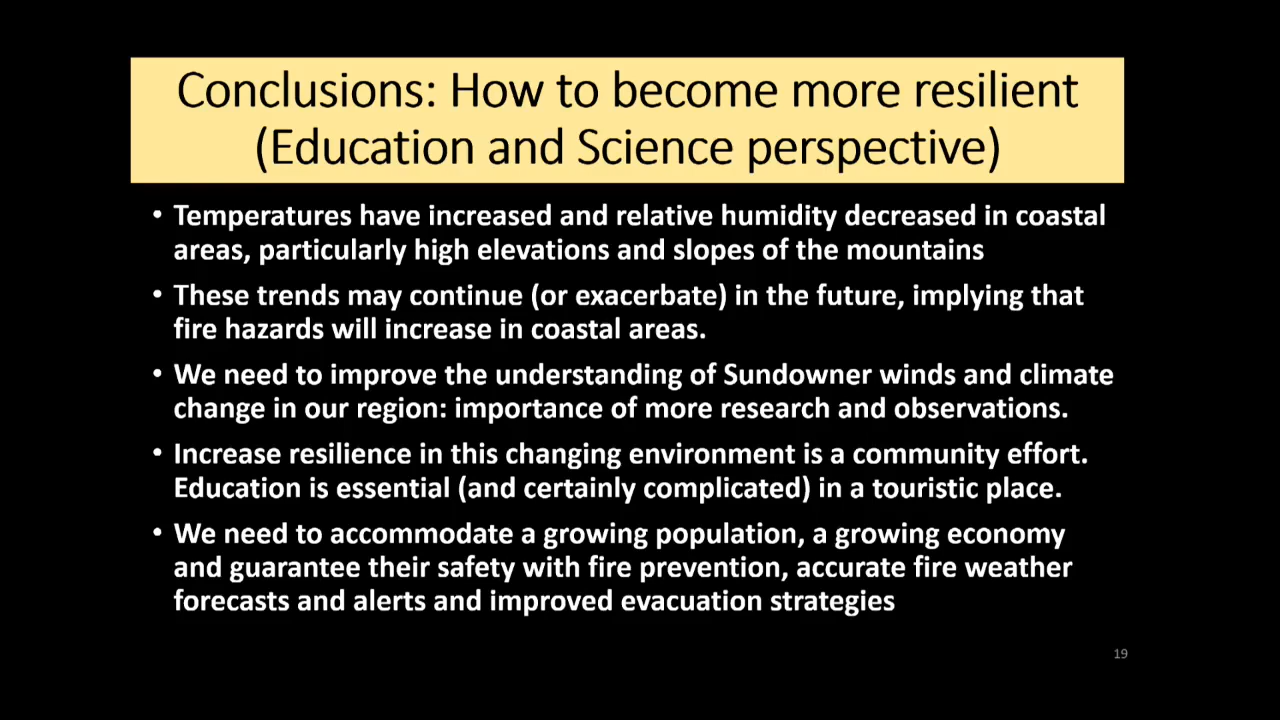 Conclusions: How to become more resilient
(Education and Science perspective)
• Temperatures have increased and relative humidity decreased in coastal
areas, particularly high elevations and slopes of the mountains
• These trends may continue (or exacerbate) in the future, implying that
fire hazards will increase in coastal areas.
• We need to improve the understanding of Sundowner winds and climate
change in our region: importance of more research and observations.
• Increase resilience in this changing environment is a community effort.
Education is essential (and certainly complicated) in a touristic place.
• We need to accommodate a growing population, a growing economy
and guarantee their safety with fire prevention, accurate fire weather
forecasts and alerts and improved evacuation strategies
19